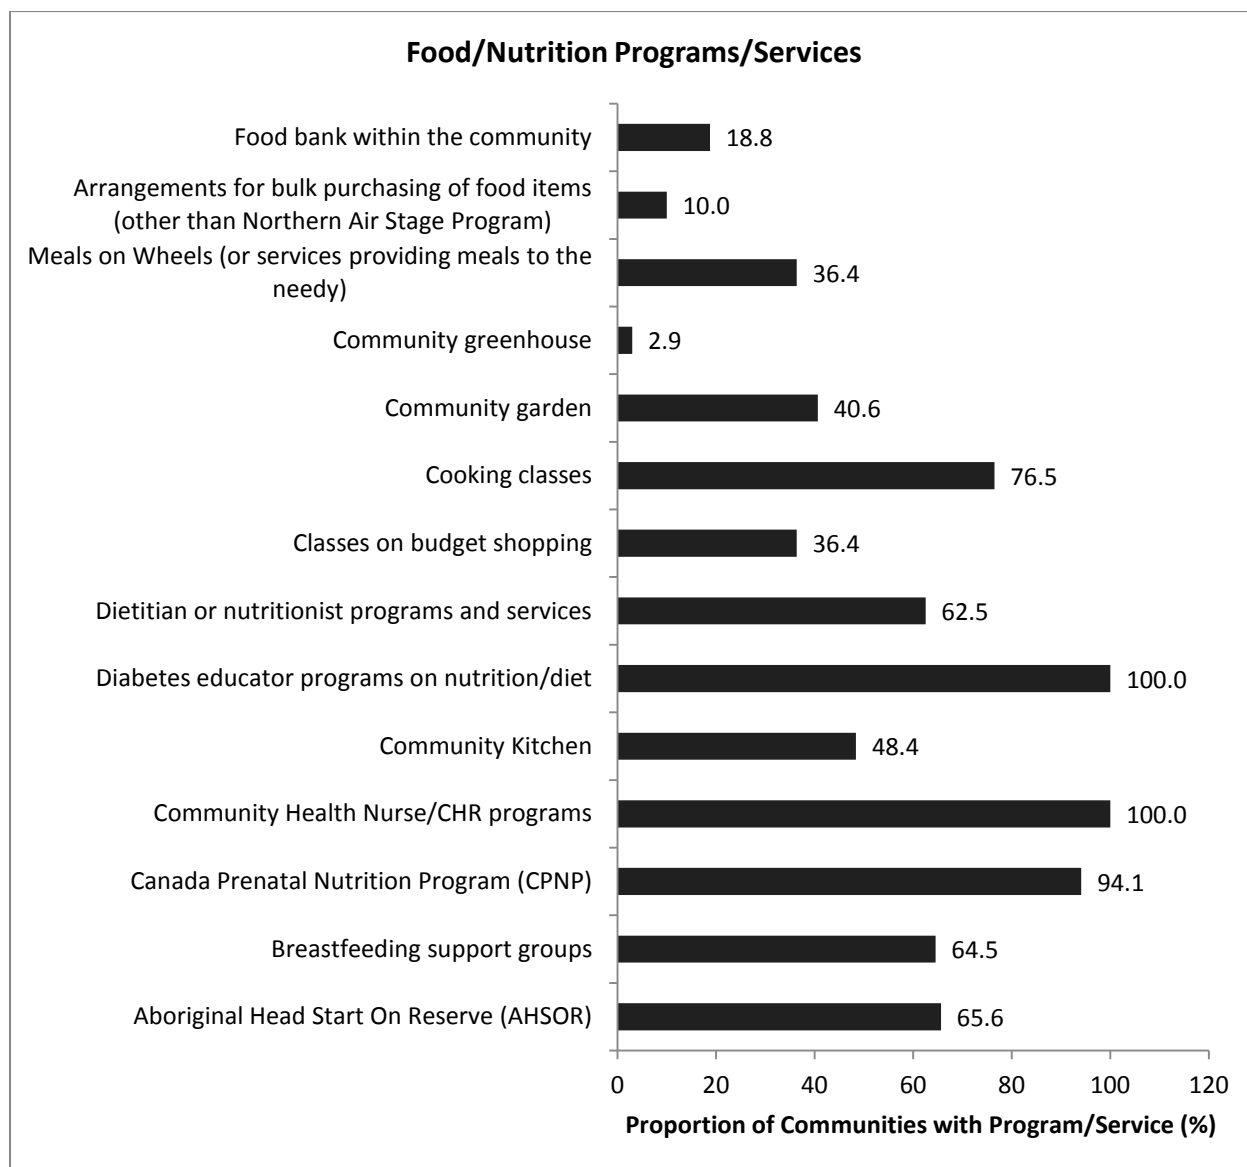 Food/Nutrition Programs/Services
Food bank within the community
18.8
Arrangements for bulk purchasing of food items
(other than Northern Air Stage Program)
10.0
Meals on Wheels (or services providing meals to the
needy)
36.4
Community greenhouse
2.9
Community garden
40.6
Cooking classes
76.5
Classes on budget shopping
36.4
Dietitian or nutritionist programs and services
62.5
Diabetes educator programs on nutrition/diet
100.0
Community Kitchen
48.4
Community Health Nurse/CHR programs
100.0
Canada Prenatal Nutrition Program (CPNP)
94.1
Breastfeeding support groups
64.5
Aboriginal Head Start On Reserve (AHSOR)
65.6
0 20 40 60 80 100 120
Proportion of Communities with Program/Service (%)